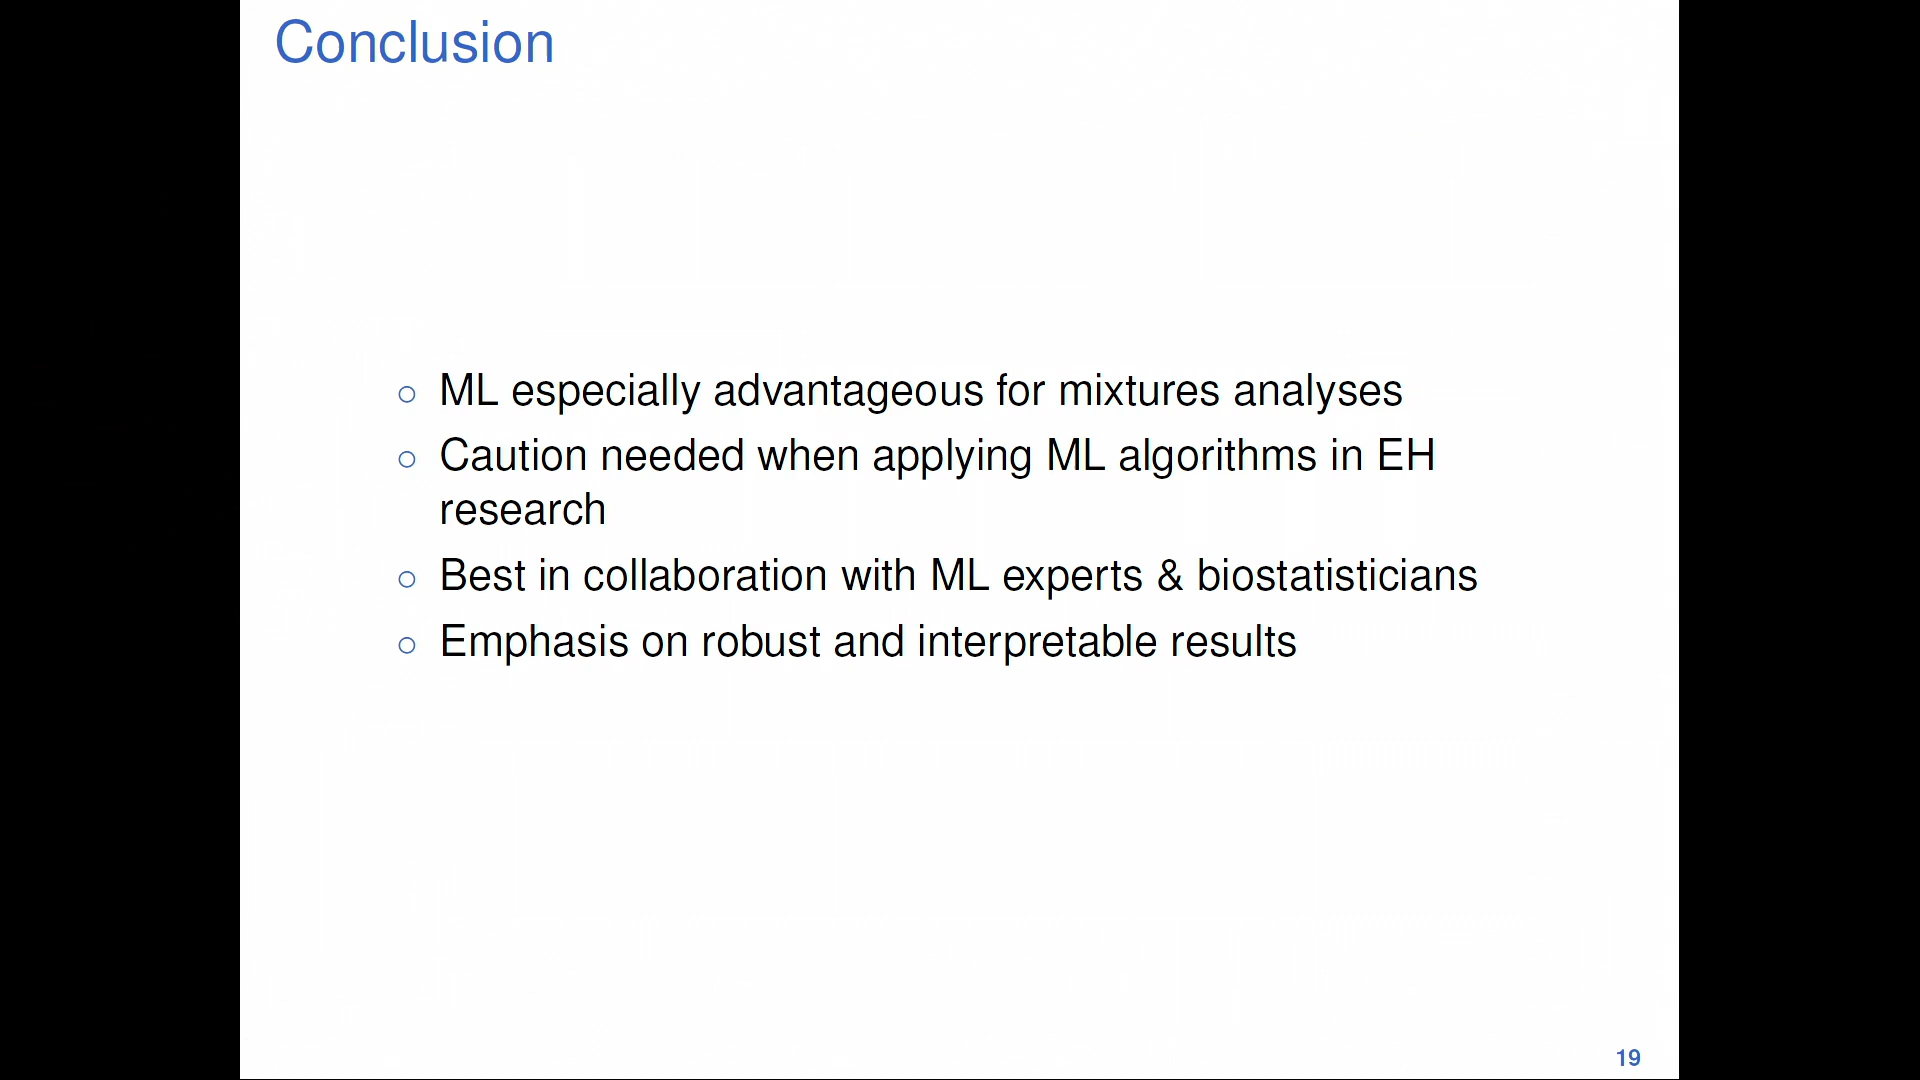 Conclusion
ML especially advantageous for mixtures analyses
Caution needed when applying ML algorithms in EH
research
Best in collaboration with ML experts & biostatisticians
Emphasis on robust and interpretable results
19